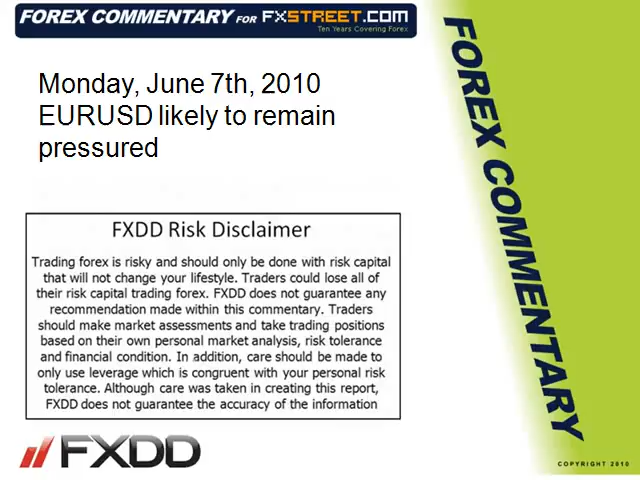 FOREX COMMENTARY FOR FXSTREET.COM
Ten Years Covering Forex
Monday, June 7th, 2010
EURUSD likely to remain
pressured
FXDD Risk Disclaimer
Trading forex is risky and should only be done with risk capital
that will not change your lifestyle. Traders could lose all of
their risk capital trading forex. FXDD does not guarantee any
recommendation made within this commentary. Traders
should make market assessments and take trading positions
based on their own personal market analysis, risk tolerance
and financial condition. In addition, care should be made to
only use leverage which is congruent with your personal risk
tolerance. Although care was taken in creating this report,
FXDD does not guarantee the accuracy of the information
FXDD
FOREX COMMENTARY
COPYRIGHT 2010